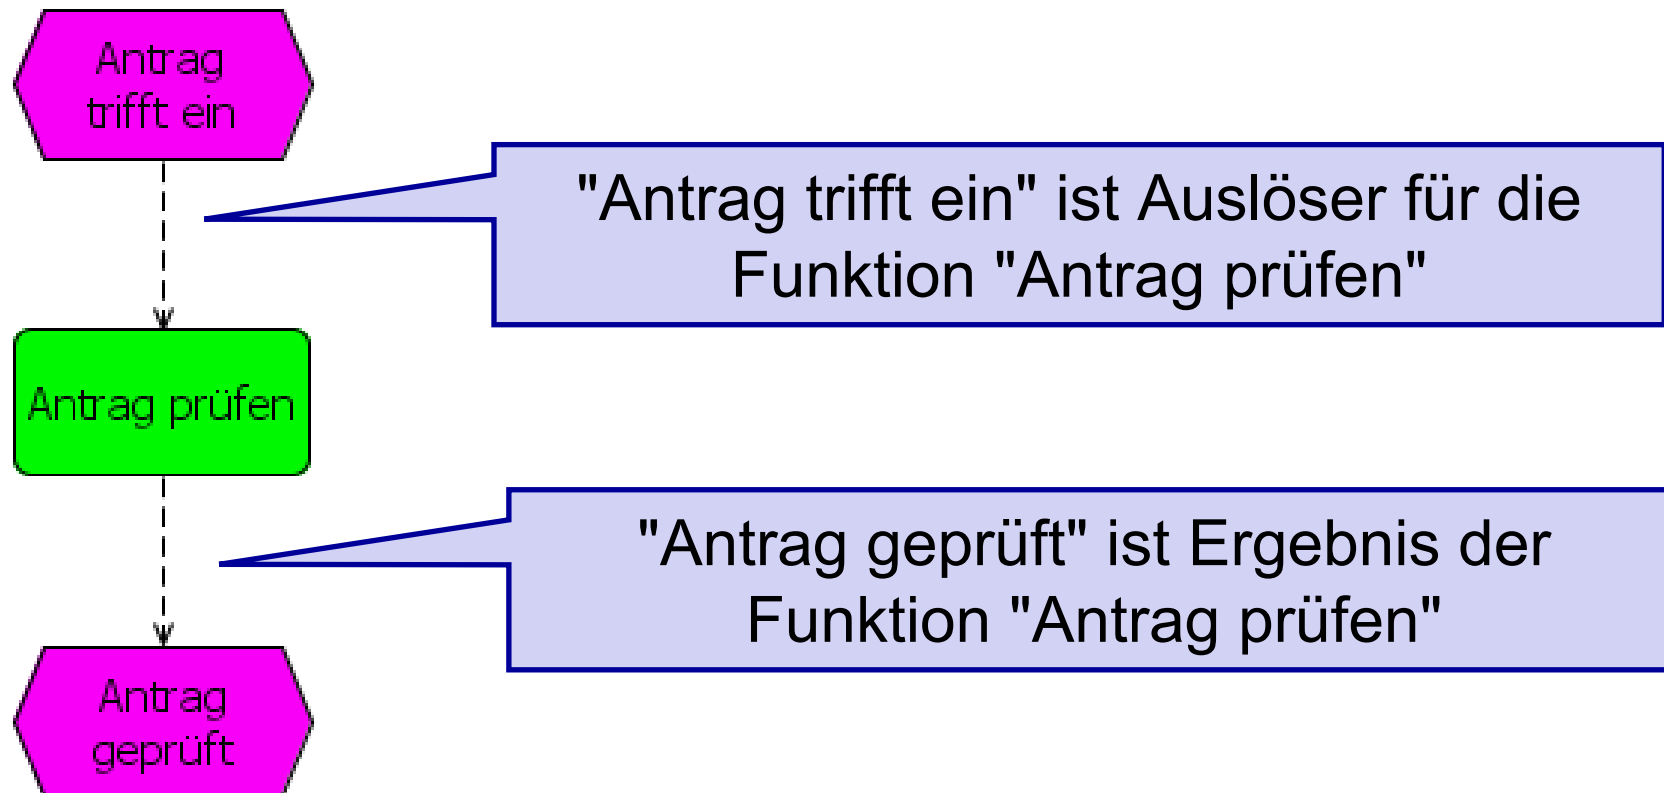 Antrag
trifft ein
"Antrag trifft ein" ist Auslöser für die
Funktion "Antrag prüfen"
Antrag prüfen
"Antrag geprüft" ist Ergebnis der
Funktion "Antrag prüfen"
Antrag
geprüft